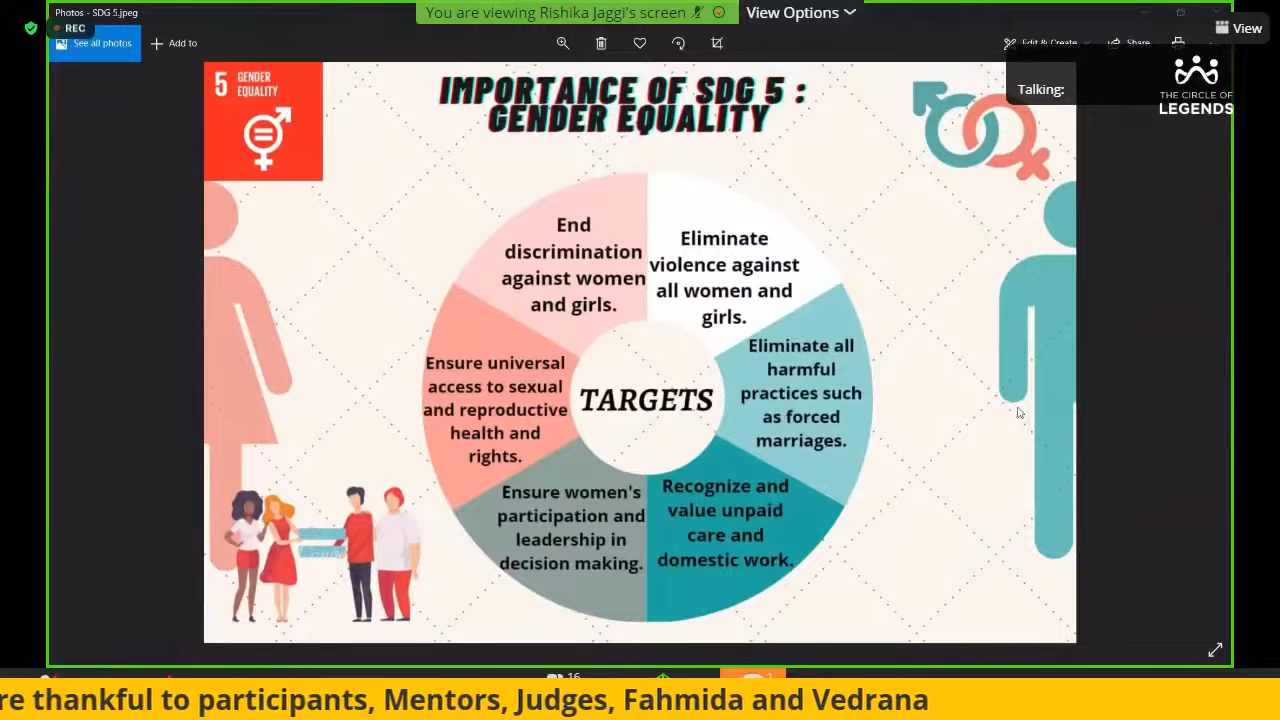 Photos - SDG 5.jpeg
You are viewing Rishika Jaggi's screen
View Options
REC
See all photos
Add to
Edit & Create
Share
View
Talking:
THE CIRCLE OF
LEGENDS
5 GENDER
EQUALITY
IMPORTANCE OF SDG 5 :
GENDER EQUALITY
End
discrimination
against women
and girls.
Eliminate
violence against
all women and
girls.
Eliminate all
harmful
practices such
as forced
marriages.
Recognize and
value unpaid
care and
domestic work.
Ensure women's
participation and
leadership in
decision making.
Ensure universal
access to sexual
and reproductive
health and
rights.
TARGETS
16
1
re thankful to participants, Mentors, Judges, Fahmida and Vedrana